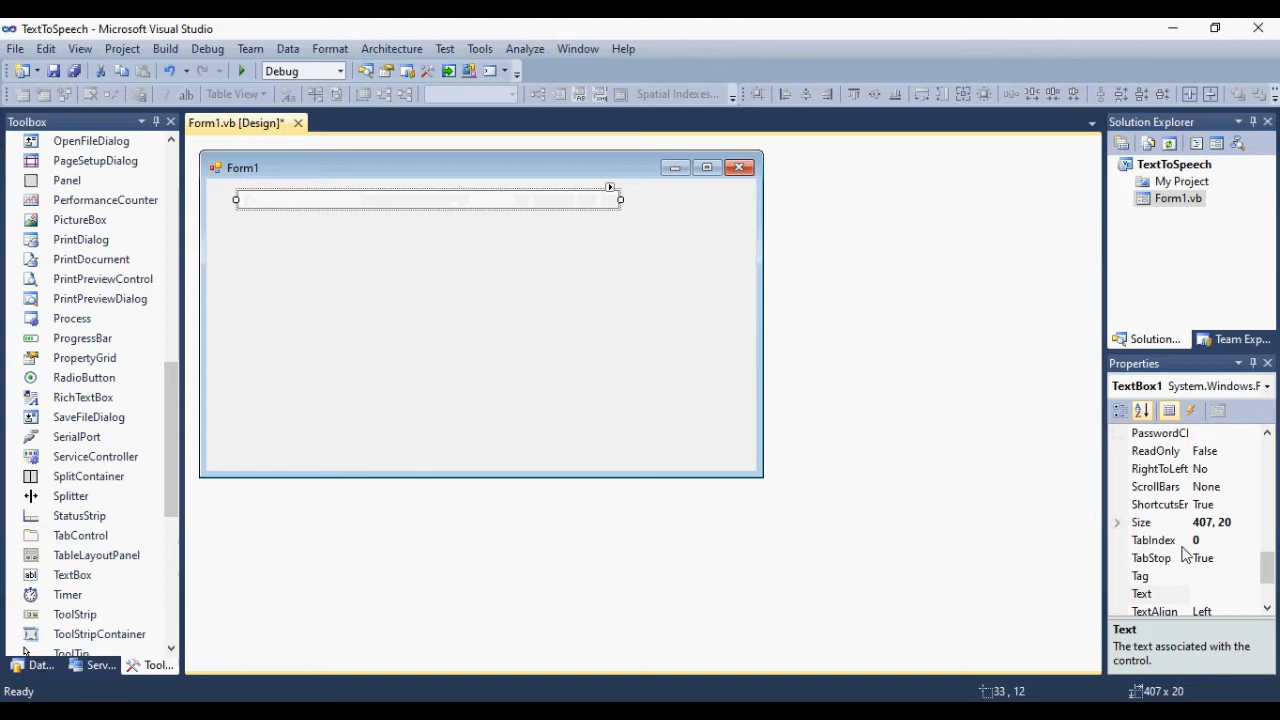 TextToSpeech - Microsoft Visual Studio
File Edit View Project Build Debug Team Data Format Architecture Test Tools Analyze Window Help
Debug
Table View Spatial Indexes...
Toolbox
OpenFileDialog
PageSetupDialog
Panel
PerformanceCounter
PictureBox
PrintDialog
PrintDocument
PrintPreviewControl
PrintPreviewDialog
Process
ProgressBar
PropertyGrid
RadioButton
RichTextBox
SaveFileDialog
SerialPort
ServiceController
SplitContainer
Splitter
StatusStrip
TabControl
TableLayoutPanel
TextBox
Timer
ToolStrip
ToolStripContainer
ToolTip
Dat... Serv... Tool...
Form1.vb [Design]*
Form1
Solution Explorer
TextToSpeech
My Project
Form1.vb
Solution... Team Exp...
Properties
TextBox1 System.Windows.F
PasswordCl
ReadOnly False
RightToLeft No
ScrollBars None
ShortcutsEr True
Size 407, 20
TabIndex 0
TabStop True
Tag
Text
TextAlign Left
Text
The text associated with the
control.
Ready 33 , 12 407 x 20